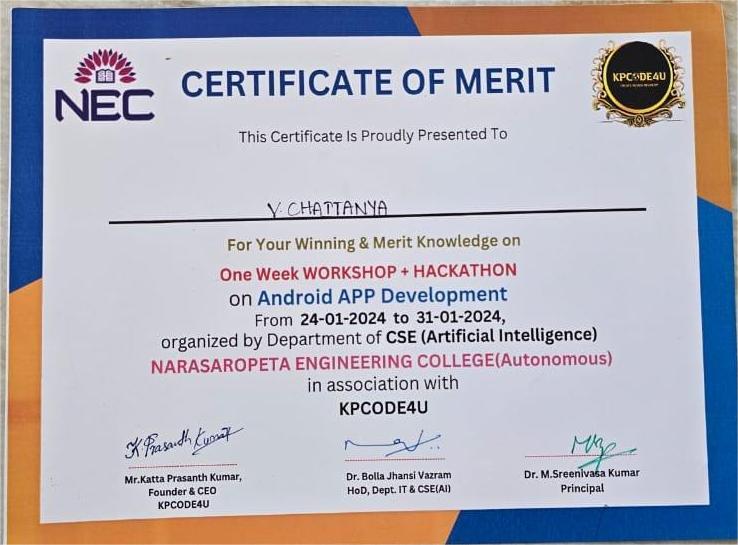 NEC
CERTIFICATE OF MERIT
KPCODE4U
This Certificate Is Proudly Presented To
V. CHATTANYA
For Your Winning & Merit Knowledge on
One Week WORKSHOP + HACKATHON
on Android APP Development
From 24-01-2024 to 31-01-2024,
organized by Department of CSE (Artificial Intelligence)
NARASAROPETA ENGINEERING COLLEGE(Autonomous)
in association with
KPCODE4U
K. Prasanth Kumar
Mr.Katta Prasanth Kumar,
Founder & CEO
KPCODE4U
Dr. Bolla Jhansi Vazram
HoD, Dept. IT & CSE(AI)
Dr. M.Sreenivasa Kumar
Principal